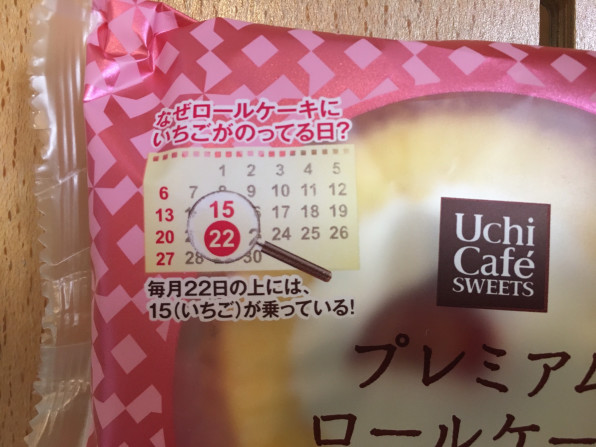 なぜロールケーキに
いちごがのってる日?
1 2 3 4 5
6 7 8 9 10 11 12
13 15 16 17 18 19
20 22 24 25 26
27 28 30
毎月22日の上には、
15(いちご)が乗っている!
Uchi
Café
SWEETS
プレミアム
ロールケー